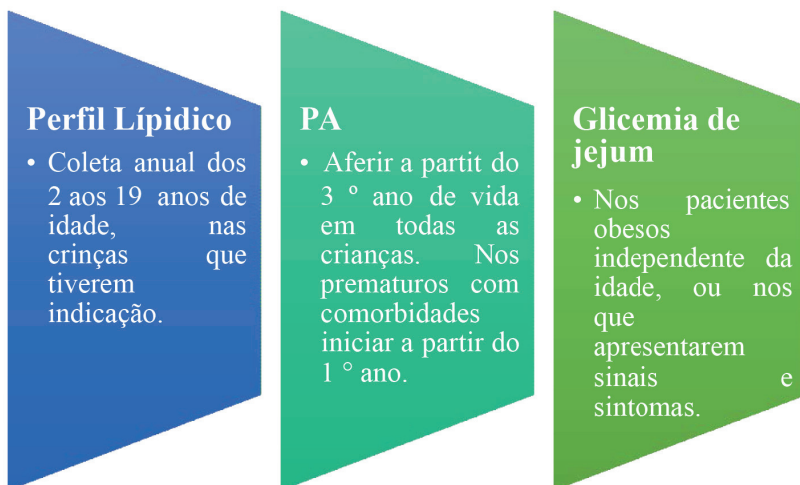 Perfil Lípidico
• Coleta anual dos
2 aos 19 anos de
idade, nas
crinças que
tiverem
indicação.
PA
• Aferir a partit do
3 º ano de vida
em todas as
crianças. Nos
prematuros com
comorbidades
iniciar a partir do
1 ° ano.
Glicemia de
jejum
• Nos pacientes
obesos
independente da
idade, ou nos
que
apresentarem
sinais e
sintomas.